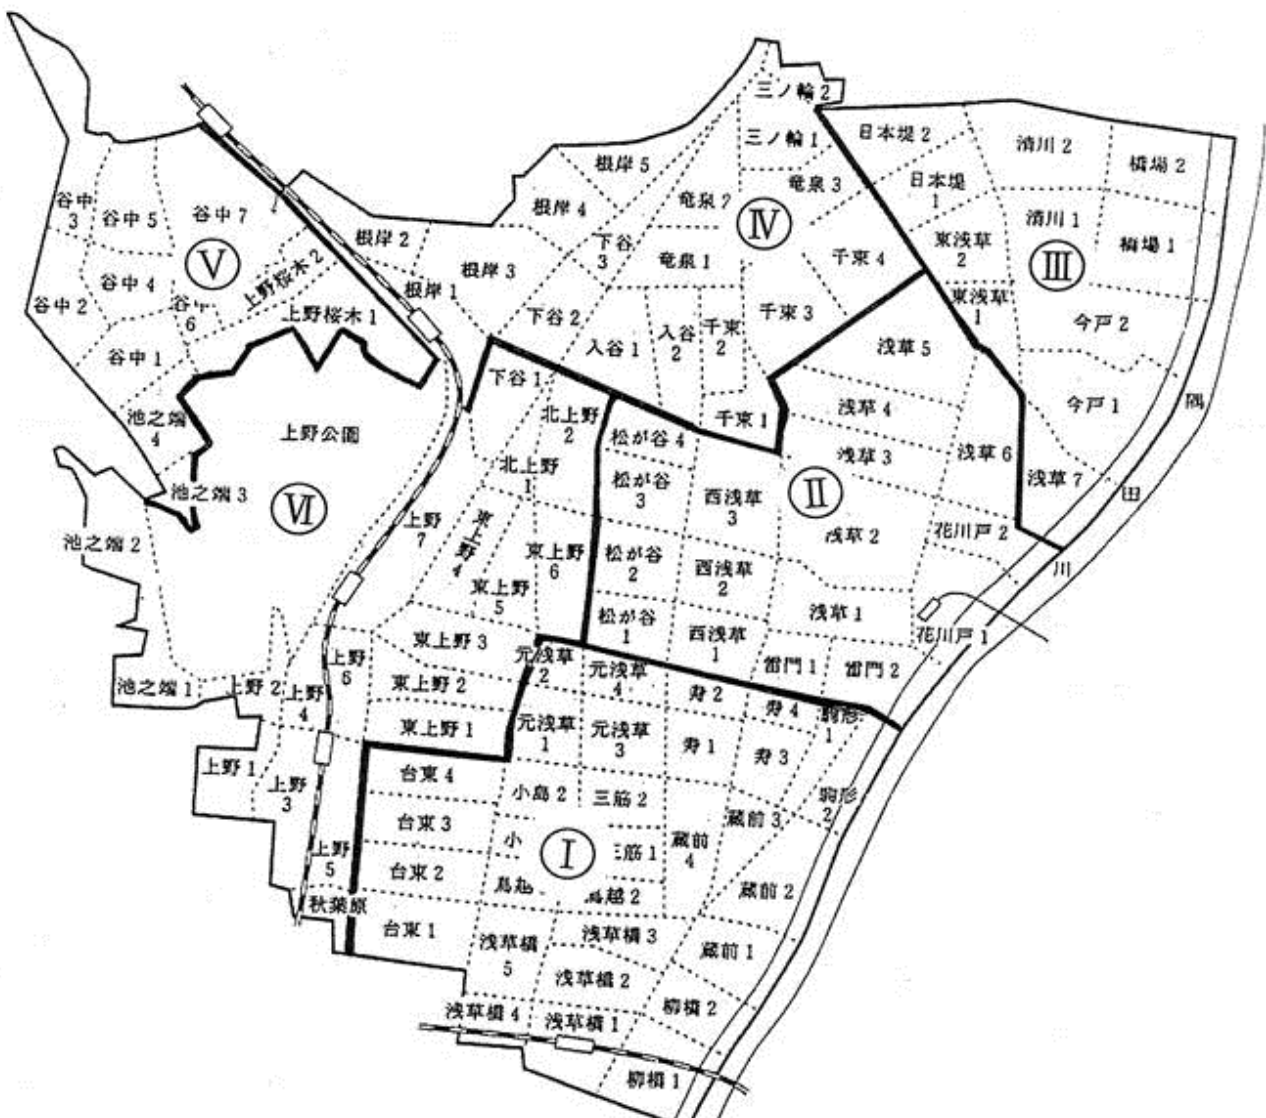 三ノ輪 2
三ノ輪 1
日本堤 2
清川 2
橋場 2
根岸 5
竜泉 3
日本堤
1
谷中
3
谷中 5
谷中 7
根岸 4
竜泉 2
Ⅳ
清川 1
橋場 1
根岸 2
下谷
3
竜泉 1
千束 4
東浅草
2
Ⅲ
Ⅴ
上野桜木 2
根岸 3
谷中 4
谷中 2
谷中
6
根岸 1
上野桜木 1
下谷 2
入谷 1
入谷
2
千束
2
千束 3
東浅草
1
今戸 2
谷中 1
浅草 5
下谷 1
池之端
4
上野公園
北上野
2
千束 1
浅草 4
今戸 1
隅
田
川
松が谷 4
浅草 3
浅草 6
北上野
1
松が谷
3
西浅草
3
Ⅱ
浅草 7
池之端 3
Ⅵ
上野
7
東上野
4
浅草 2
花川戸 2
池之端 2
東上野
6
松が谷
2
西浅草
2
東上野
5
浅草 1
松が谷
1
西浅草
1
花川戸 1
東上野 3
元浅草
2
元浅草
4
雷門 1
雷門 2
上野
6
池之端 1
上野 2
上野
4
東上野 2
寿 2
寿 4
駒形
1
東上野 1
元浅草
1
元浅草
3
寿 1
寿 3
上野 1
上野
3
台東 4
小島 2
三筋 2
駒形
2
台東 3
小
Ⅰ
三筋 1
蔵前
4
蔵前 3
上野
5
台東 2
鳥越
鳥越 2
蔵前 2
秋葉原
台東 1
浅草橋
5
浅草橋 3
蔵前 1
浅草橋 2
柳橋 2
浅草橋 4
浅草橋 1
柳橋 1